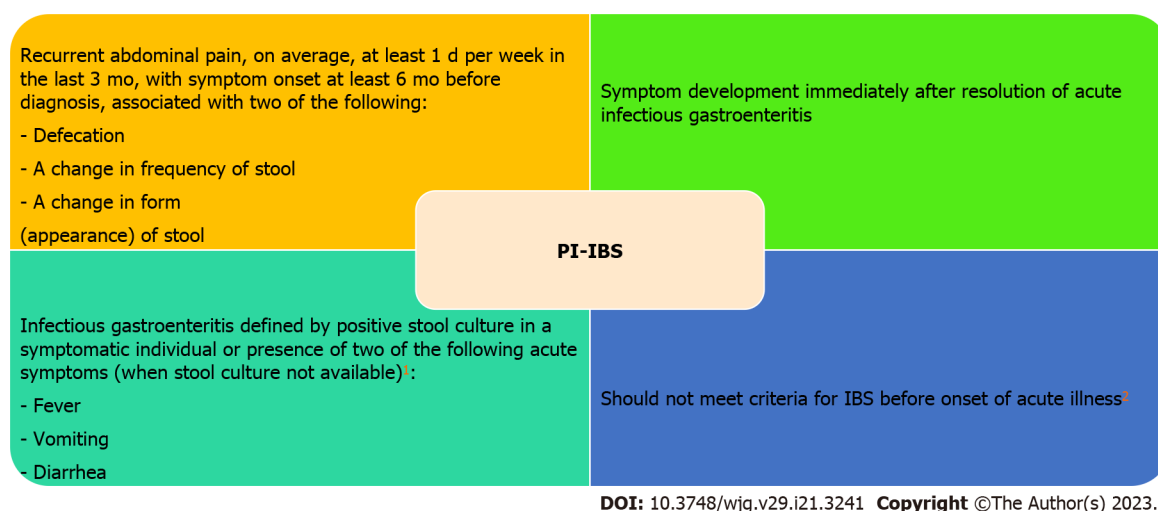 Recurrent abdominal pain, on average, at least 1 d per week in
the last 3 mo, with symptom onset at least 6 mo before
diagnosis, associated with two of the following:
- Defecation
- A change in frequency of stool
- A change in form
(appearance) of stool
Symptom development immediately after resolution of acute
infectious gastroenteritis
PI-IBS
Infectious gastroenteritis defined by positive stool culture in a
symptomatic individual or presence of two of the following acute
symptoms (when stool culture not available)1:
- Fever
- Vomiting
- Diarrhea
Should not meet criteria for IBS before onset of acute illness2
DOI: 10.3748/wjg.v29.i21.3241 Copyright ©The Author(s) 2023.